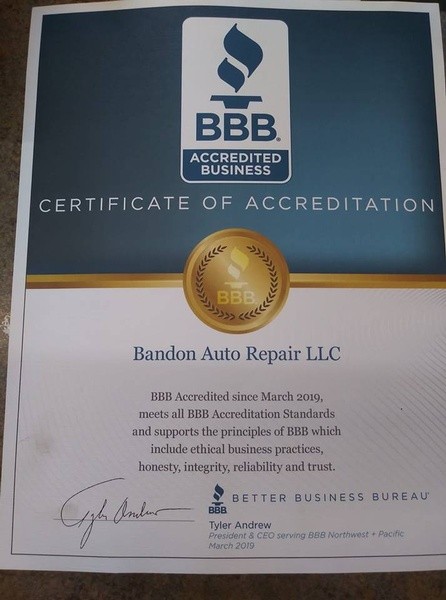 BBB®
ACCREDITED
BUSINESS
CERTIFICATE OF ACCREDITATION
BBB
Bandon Auto Repair LLC
BBB Accredited since March 2019,
meets all BBB Accreditation Standards
and supports the principles of BBB which
include ethical business practices,
honesty, integrity, reliability and trust.
Tyler Andrew
BBB
BETTER BUSINESS BUREAU®
Tyler Andrew
President & CEO serving BBB Northwest + Pacific
March 2019